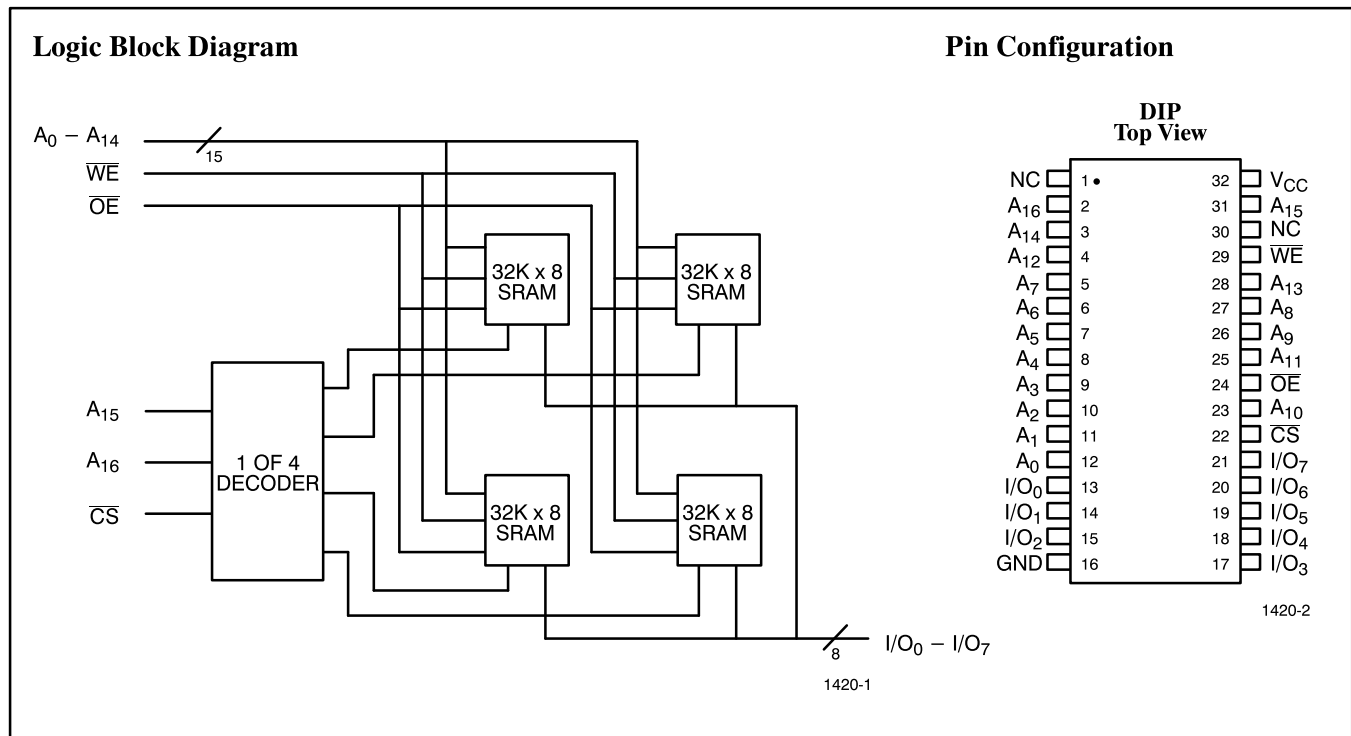 Logic Block Diagram
A0 – A14
15
WE
OE
32K x 8
SRAM
32K x 8
SRAM
A15
A16
CS
1 OF 4
DECODER
32K x 8
SRAM
32K x 8
SRAM
8
I/O0 – I/O7
1420-1
Pin Configuration
DIP
Top View
NC 1 32 VCC
A16 2 31 A15
A14 3 30 NC
A12 4 29 WE
A7 5 28 A13
A6 6 27 A8
A5 7 26 A9
A4 8 25 A11
A3 9 24 OE
A2 10 23 A10
A1 11 22 CS
A0 12 21 I/O7
I/O0 13 20 I/O6
I/O1 14 19 I/O5
I/O2 15 18 I/O4
GND 16 17 I/O3
1420-2